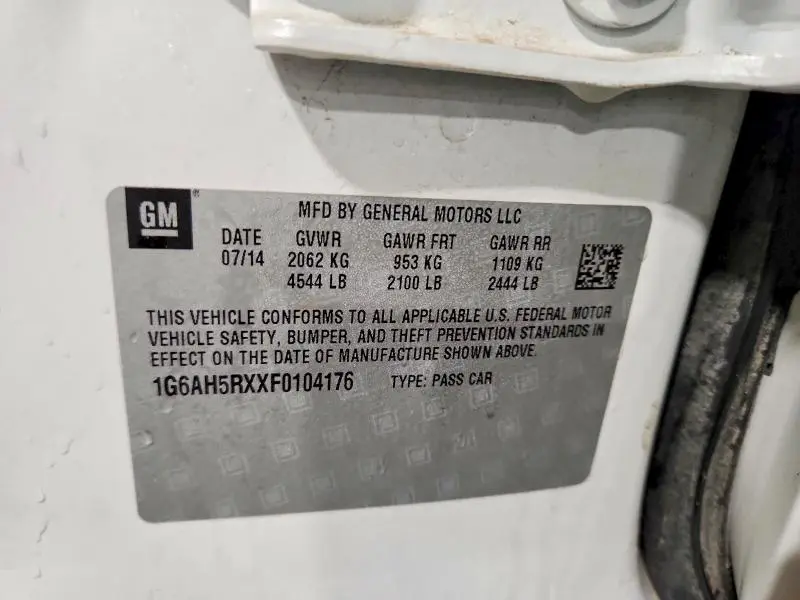 GM ®
MFD BY GENERAL MOTORS LLC
DATE GVWR GAWR FRT GAWR RR
07/14 2062 KG 953 KG 1109 KG
4544 LB 2100 LB 2444 LB
THIS VEHICLE CONFORMS TO ALL APPLICABLE U.S. FEDERAL MOTOR
VEHICLE SAFETY, BUMPER, AND THEFT PREVENTION STANDARDS IN
EFFECT ON THE DATE OF MANUFACTURE SHOWN ABOVE.
1G6AH5RXXF0104176 TYPE: PASS CAR